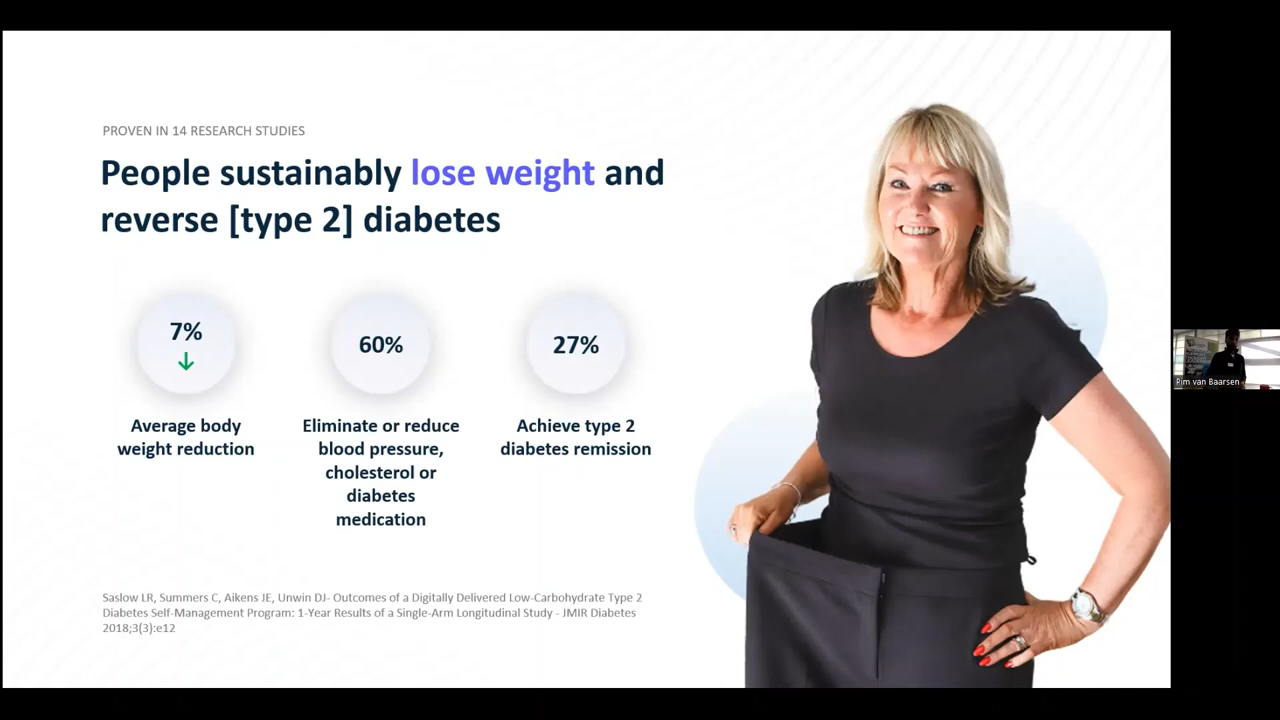 PROVEN IN 14 RESEARCH STUDIES
People sustainably lose weight and
reverse [type 2] diabetes
7%
60%
27%
Average body
weight reduction
Eliminate or reduce
blood pressure,
cholesterol or
diabetes
medication
Achieve type 2
diabetes remission
Saslow LR, Summers C, Aikens JE, Unwin DJ- Outcomes of a Digitally Delivered Low-Carbohydrate Type 2
Diabetes Self-Management Program: 1-Year Results of a Single-Arm Longitudinal Study - JMIR Diabetes
2018;3(3):e12
Pim van Baarsen